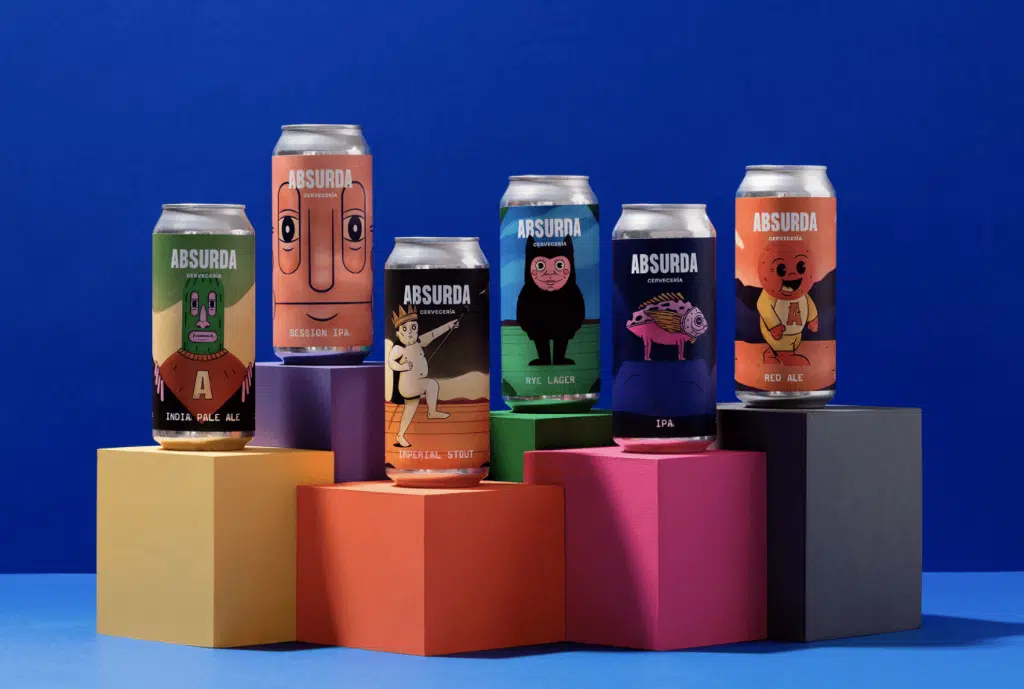 ABSURDA
CERVECERÍA
A
INDIA PALE ALE
ABSURDA
CERVECERÍA
SESSION IPA
ABSURDA
CERVECERÍA
IMPERIAL STOUT
ABSURDA
CERVECERÍA
RYE LAGER
ABSURDA
CERVECERÍA
IPA
ABSURDA
CERVECERÍA
A
RED ALE